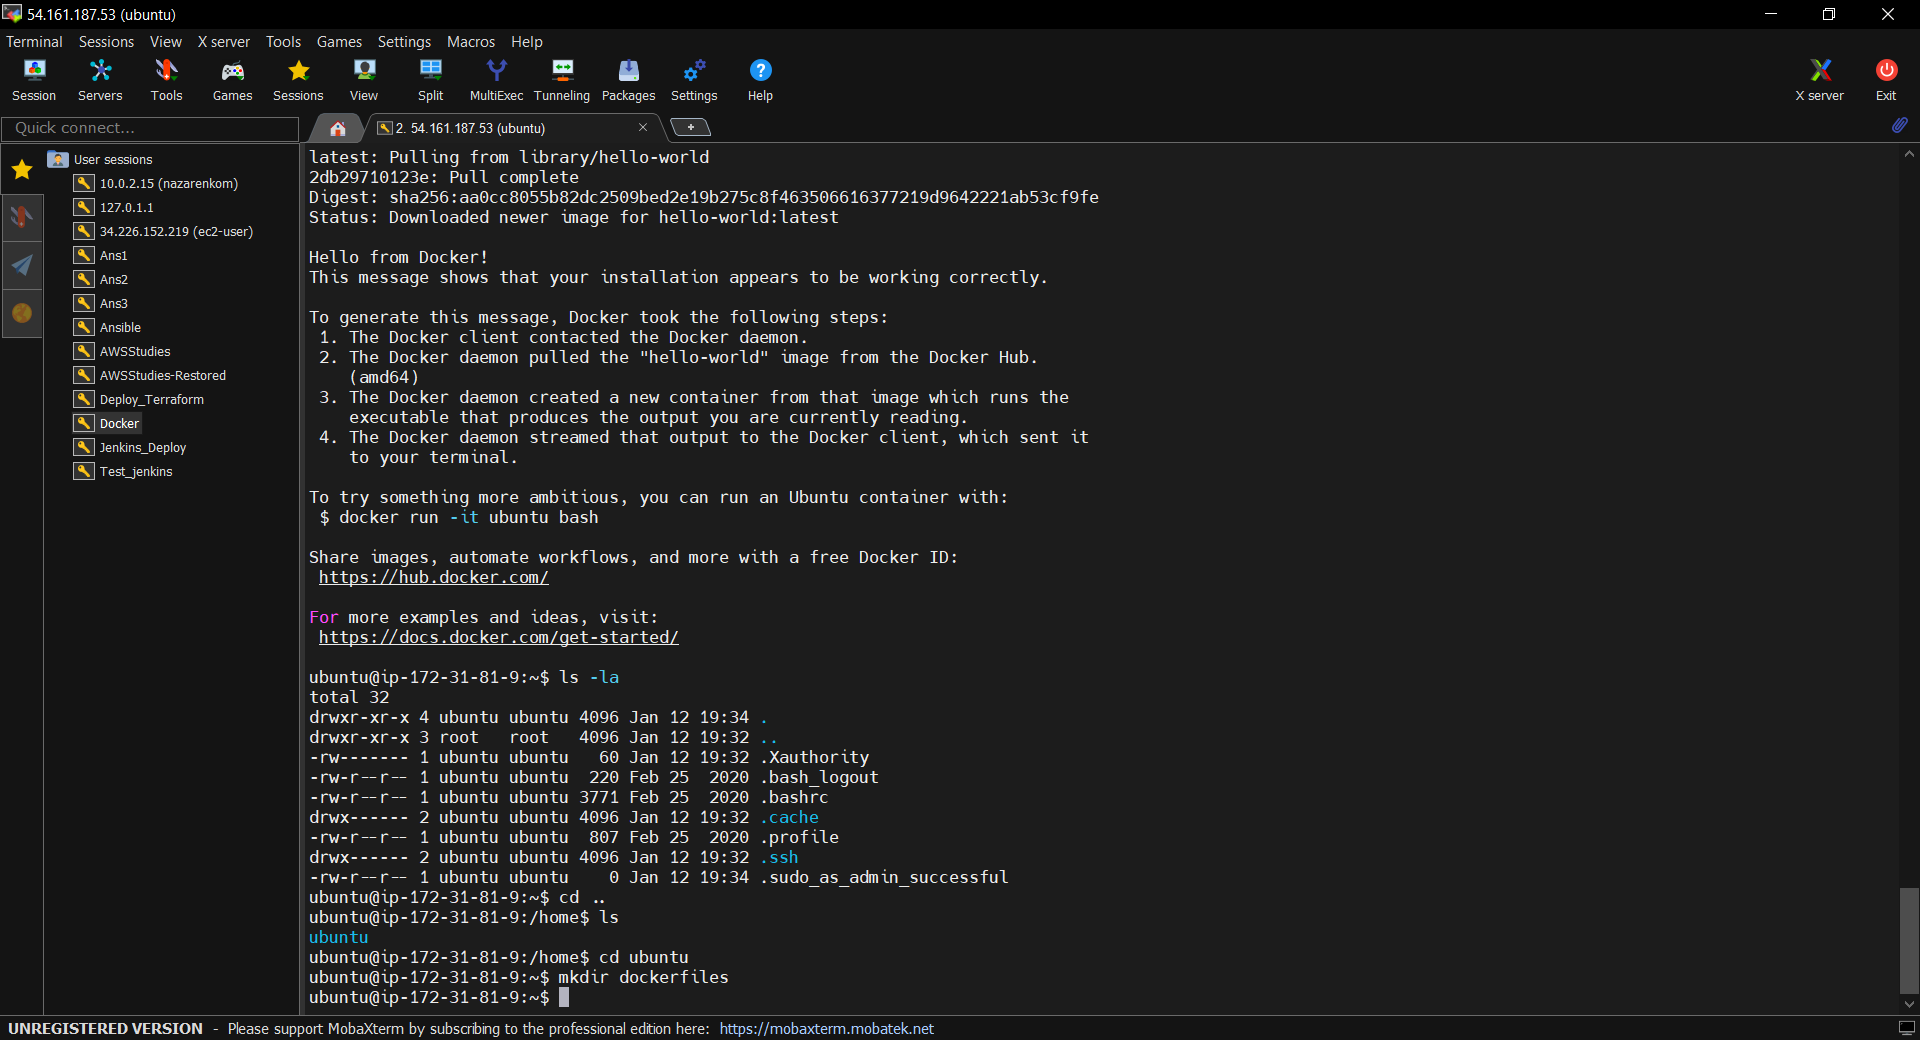 54.161.187.53 (ubuntu)
Terminal Sessions View X server Tools Games Settings Macros Help
Session Servers Tools Games Sessions View Split MultiExec Tunneling Packages Settings Help X server Exit
Quick connect...
2. 54.161.187.53 (ubuntu)
User sessions
10.0.2.15 (nazarenkom)
127.0.1.1
34.226.152.219 (ec2-user)
Ans1
Ans2
Ans3
Ansible
AWSStudies
AWSStudies-Restored
Deploy_Terraform
Docker
Jenkins_Deploy
Test_jenkins
latest: Pulling from library/hello-world
2db29710123e: Pull complete
Digest: sha256:aa0cc8055b82dc2509bed2e19b275c8f463506616377219d9642221ab53cf9fe
Status: Downloaded newer image for hello-world:latest
Hello from Docker!
This message shows that your installation appears to be working correctly.
To generate this message, Docker took the following steps:
1. The Docker client contacted the Docker daemon.
2. The Docker daemon pulled the "hello-world" image from the Docker Hub.
(amd64)
3. The Docker daemon created a new container from that image which runs the
executable that produces the output you are currently reading.
4. The Docker daemon streamed that output to the Docker client, which sent it
to your terminal.
To try something more ambitious, you can run an Ubuntu container with:
$ docker run -it ubuntu bash
Share images, automate workflows, and more with a free Docker ID:
https://hub.docker.com/
For more examples and ideas, visit:
https://docs.docker.com/get-started/
ubuntu@ip-172-31-81-9:~$ ls -la
total 32
drwxr-xr-x 4 ubuntu ubuntu 4096 Jan 12 19:34 .
drwxr-xr-x 3 root   root   4096 Jan 12 19:32 ..
-rw------- 1 ubuntu ubuntu   60 Jan 12 19:32 .Xauthority
-rw-r--r-- 1 ubuntu ubuntu  220 Feb 25  2020 .bash_logout
-rw-r--r-- 1 ubuntu ubuntu 3771 Feb 25  2020 .bashrc
drwx------ 2 ubuntu ubuntu 4096 Jan 12 19:32 .cache
-rw-r--r-- 1 ubuntu ubuntu  807 Feb 25  2020 .profile
drwx------ 2 ubuntu ubuntu 4096 Jan 12 19:32 .ssh
-rw-r--r-- 1 ubuntu ubuntu    0 Jan 12 19:34 .sudo_as_admin_successful
ubuntu@ip-172-31-81-9:~$ cd ..
ubuntu@ip-172-31-81-9:/home$ ls
ubuntu
ubuntu@ip-172-31-81-9:/home$ cd ubuntu
ubuntu@ip-172-31-81-9:~$ mkdir dockerfiles
ubuntu@ip-172-31-81-9:~$
UNREGISTERED VERSION - Please support MobaXterm by subscribing to the professional edition here: https://mobaxterm.mobatek.net